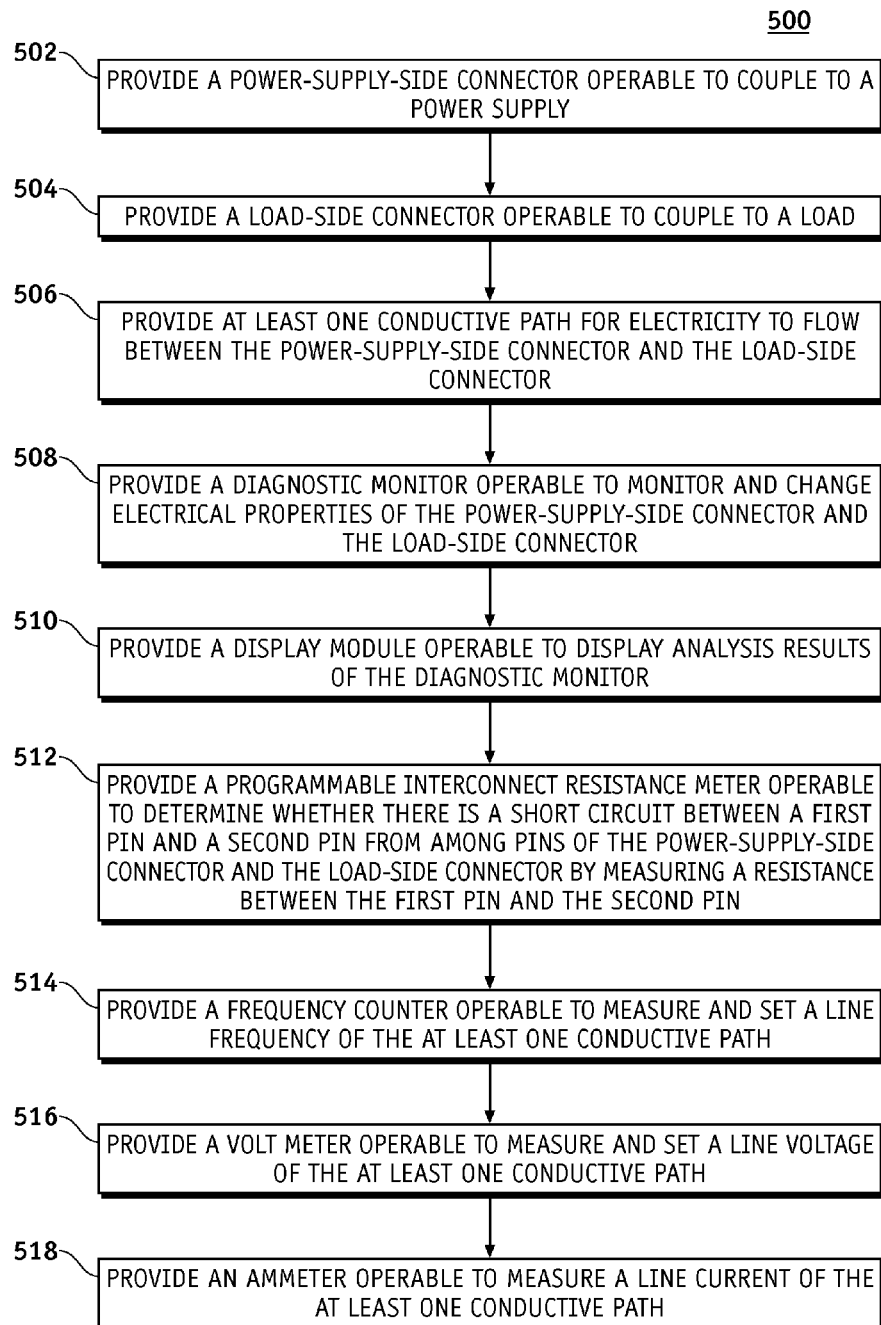 500
502
PROVIDE A POWER-SUPPLY-SIDE CONNECTOR OPERABLE TO COUPLE TO A
POWER SUPPLY
504
PROVIDE A LOAD-SIDE CONNECTOR OPERABLE TO COUPLE TO A LOAD
506
PROVIDE AT LEAST ONE CONDUCTIVE PATH FOR ELECTRICITY TO FLOW
BETWEEN THE POWER-SUPPLY-SIDE CONNECTOR AND THE LOAD-SIDE
CONNECTOR
508
PROVIDE A DIAGNOSTIC MONITOR OPERABLE TO MONITOR AND CHANGE
ELECTRICAL PROPERTIES OF THE POWER-SUPPLY-SIDE CONNECTOR AND
THE LOAD-SIDE CONNECTOR
510
PROVIDE A DISPLAY MODULE OPERABLE TO DISPLAY ANALYSIS RESULTS
OF THE DIAGNOSTIC MONITOR
512
PROVIDE A PROGRAMMABLE INTERCONNECT RESISTANCE METER OPERABLE
TO DETERMINE WHETHER THERE IS A SHORT CIRCUIT BETWEEN A FIRST
PIN AND A SECOND PIN FROM AMONG PINS OF THE POWER-SUPPLY-SIDE
CONNECTOR AND THE LOAD-SIDE CONNECTOR BY MEASURING A RESISTANCE
BETWEEN THE FIRST PIN AND THE SECOND PIN
514
PROVIDE A FREQUENCY COUNTER OPERABLE TO MEASURE AND SET A LINE
FREQUENCY OF THE AT LEAST ONE CONDUCTIVE PATH
516
PROVIDE A VOLT METER OPERABLE TO MEASURE AND SET A LINE VOLTAGE
OF THE AT LEAST ONE CONDUCTIVE PATH
518
PROVIDE AN AMMETER OPERABLE TO MEASURE A LINE CURRENT OF THE
AT LEAST ONE CONDUCTIVE PATH